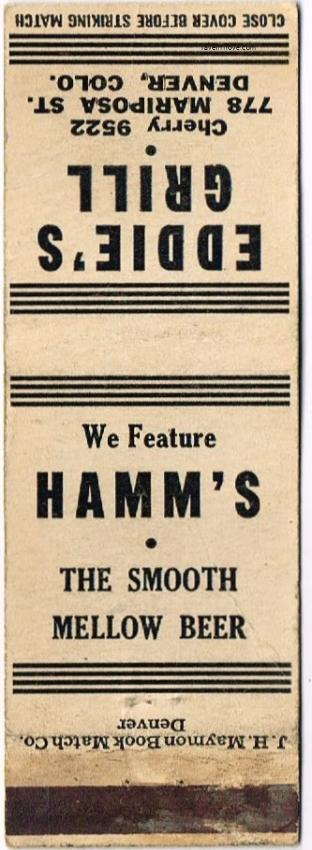 CLOSE COVER BEFORE STRIKING MATCH
EDDIE'S
GRILL
•
Cherry 9522
778 MARIPOSA ST.
DENVER, COLO.
We Feature
HAMM'S
•
THE SMOOTH
MELLOW BEER
J. H. Maymon Book Match Co.
Denver